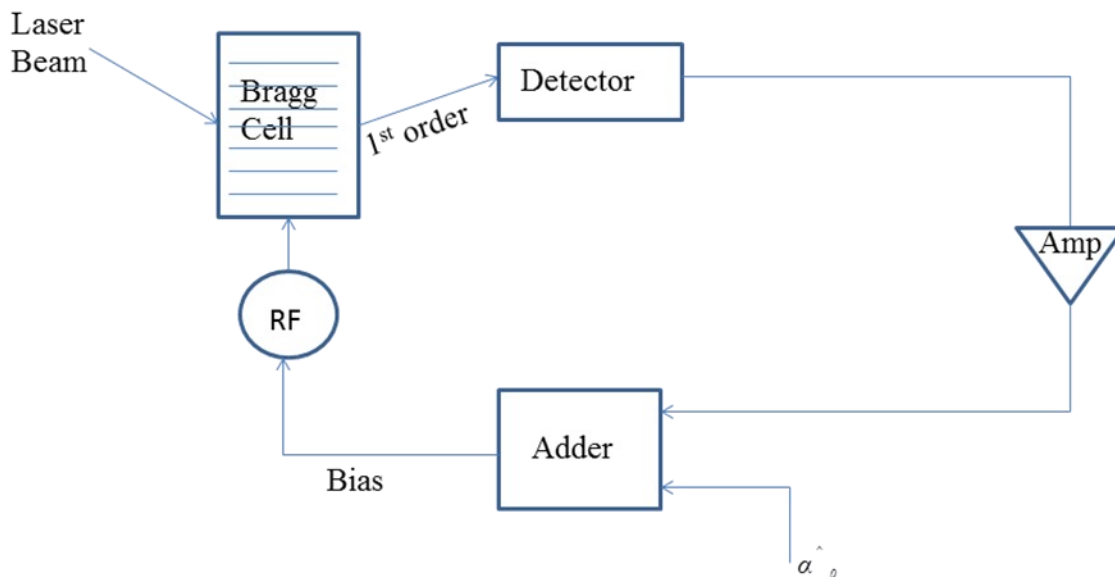 Laser
Beam
Bragg
Cell
1st order
Detector
Amp
RF
Adder
Bias
α^